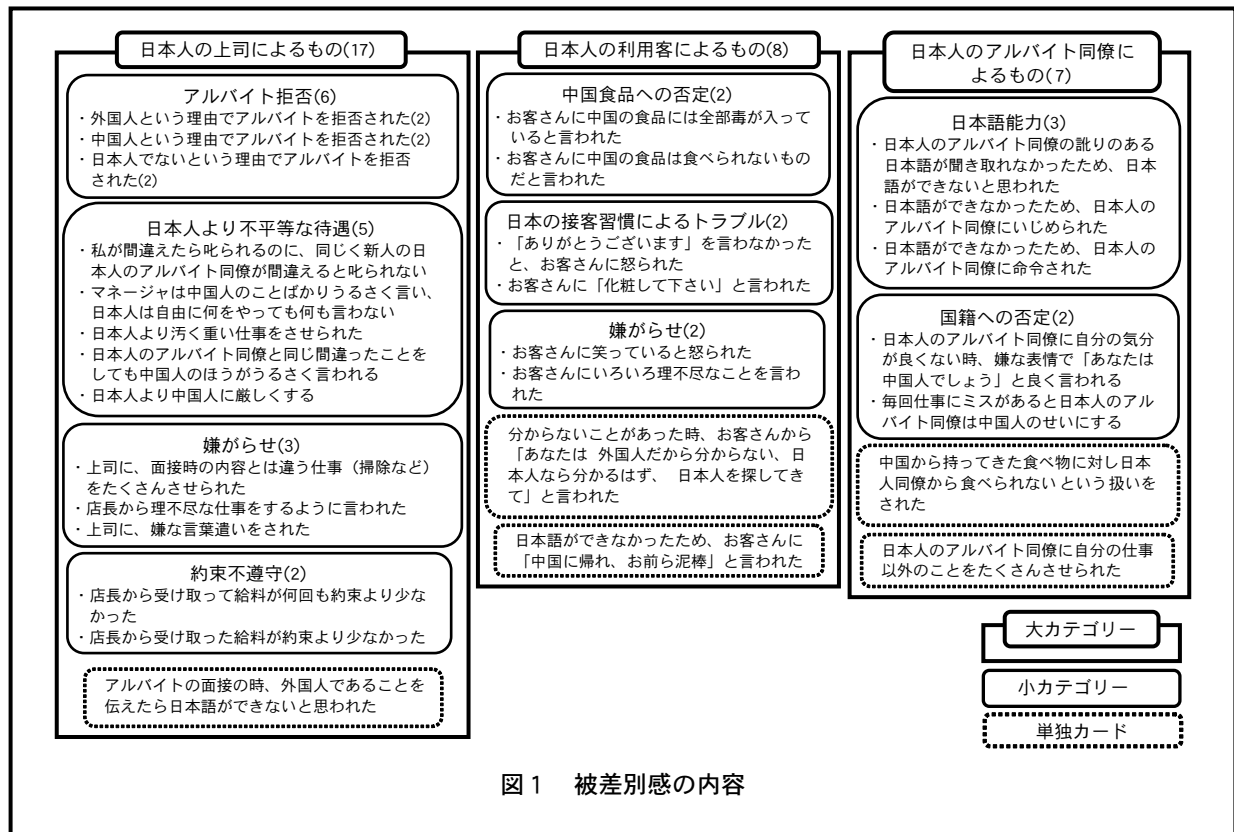 日本人の上司によるもの(17)
アルバイト拒否(6)
・外国人という理由でアルバイトを拒否された(2)
・中国人という理由でアルバイトを拒否された(2)
・日本人でないという理由でアルバイトを拒否
された(2)
日本人より不平等な待遇(5)
・私が間違えたら叱られるのに、同じく新人の日
本人のアルバイト同僚が間違えると叱られない
・マネージャは中国人のことばかりうるさく言い、
日本人は自由に何をやっても何も言わない
・日本人より汚く重い仕事をさせられた
・日本人のアルバイト同僚と同じ間違ったことを
しても中国人のほうがうるさく言われる
・日本人より中国人に厳しくする
嫌がらせ(3)
・上司に、面接時の内容とは違う仕事（掃除など）
をたくさんさせられた
・店長から理不尽な仕事をするように言われた
・上司に、嫌な言葉遣いをされた
約束不遵守(2)
・店長から受け取って給料が何回も約束より少な
かった
・店長から受け取った給料が約束より少なかった
アルバイトの面接の時、外国人であることを
伝えたら日本語ができないと思われた
日本人の利用客によるもの(8)
中国食品への否定(2)
・お客さんに中国の食品には全部毒が入って
いると言われた
・お客さんに中国の食品は食べられないもの
だと言われた
日本の接客習慣によるトラブル(2)
・「ありがとうございます」を言わなかった
と、お客さんに怒られた
・お客さんに「化粧して下さい」と言われた
嫌がらせ(2)
・お客さんに笑っていると怒られた
・お客さんにいろいろ理不尽なことを言わ
れた
分からないことがあった時、お客さんから
「あなたは 外国人だから分からない、日
本人なら分かるはず、 日本人を探してき
て」と言われた
日本語ができなかったため、お客さんに
「中国に帰れ、お前ら泥棒」と言われた
日本人のアルバイト同僚に
よるもの(7)
日本語能力(3)
・日本人のアルバイト同僚の訛りのある
日本語が聞き取れなかったため、日本
語ができないと思われた
・日本語ができなかったため、日本人の
アルバイト同僚にいじめられた
・日本語ができなかったため、日本人の
アルバイト同僚に命令された
国籍への否定(2)
・日本人のアルバイト同僚に自分の気分
が良くない時、嫌な表情で「あなたは
中国人でしょう」と良く言われる
・毎回仕事にミスがあると日本人のアル
バイト同僚は中国人のせいにする
中国から持ってきた食べ物に対し日本
人同僚から 食べられない という扱いを
された
日本人のアルバイト同僚に自分の仕事
以外のことをたくさんさせられた
大カテゴリー
小カテゴリー
単独カード
図1 被差別感の内容